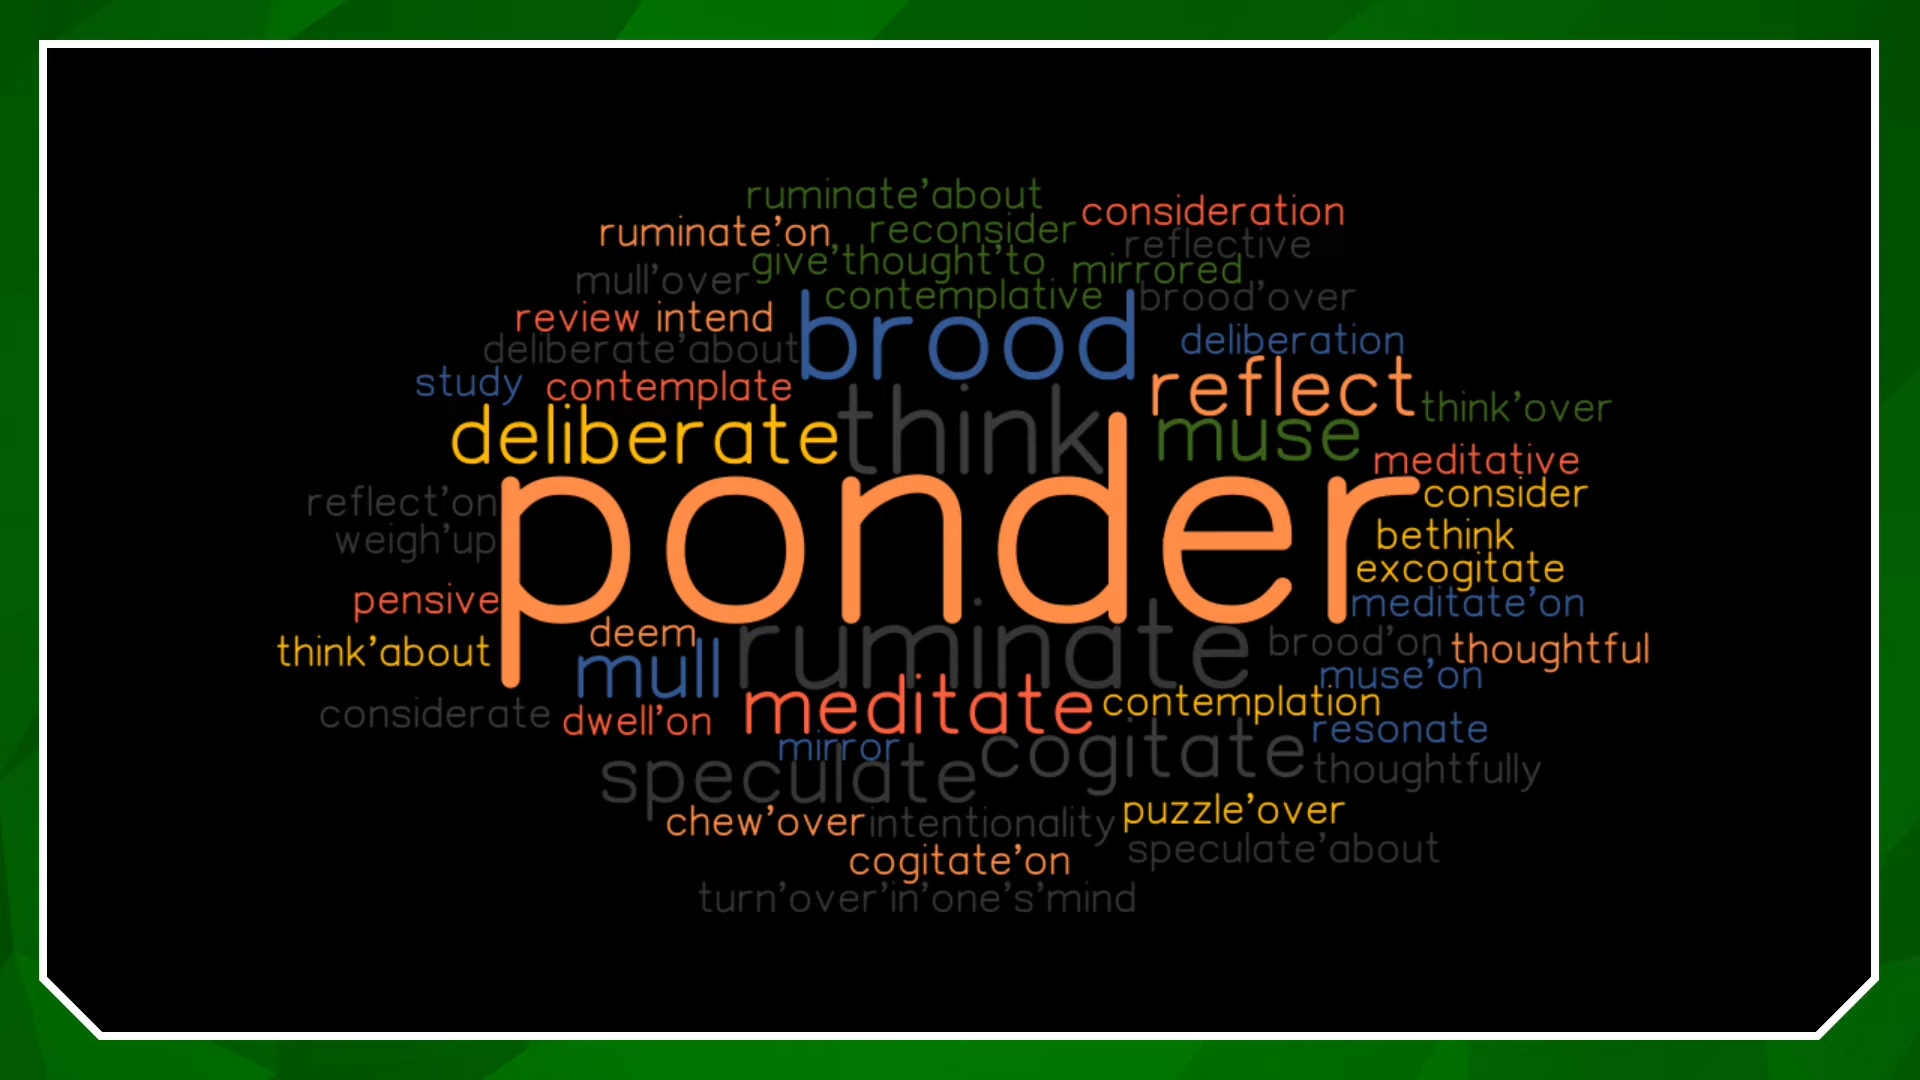 ruminate'about
consideration
ruminate'on
reconsider
reflective
give'thought'to
mirrored
mull'over
contemplative
brood'over
review
intend
brood
deliberation
deliberate'about
study
contemplate
reflect
think
think'over
deliberate
muse
meditative
consider
reflect'on
ponder
bethink
weigh'up
excogitate
pensive
meditate'on
deem
ruminate
brood'on
thoughtful
think'about
mull
muse'on
meditate
contemplation
considerate
dwell'on
resonate
mirror
cogitate
speculate
thoughtfully
puzzle'over
chew'over
intentionality
speculate'about
cogitate'on
turn'over'in'one's'mind